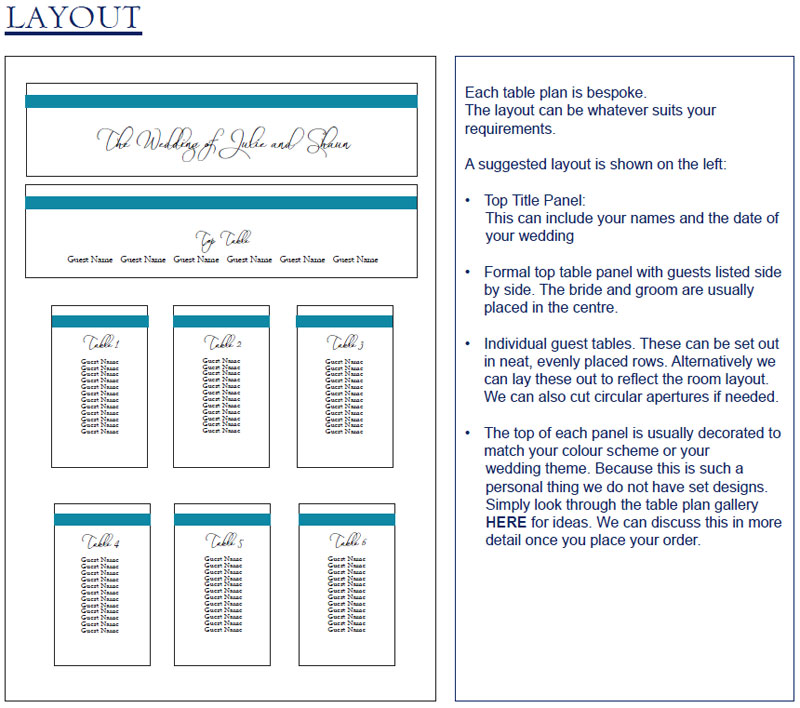 LAYOUT
The Wedding of Julie and Shaun
Top Table
Guest Name Guest Name Guest Name Guest Name Guest Name Guest Name
Table 1
Guest Name
Guest Name
Guest Name
Guest Name
Guest Name
Guest Name
Guest Name
Guest Name
Guest Name
Guest Name
Guest Name
Guest Name
Table 2
Guest Name
Guest Name
Guest Name
Guest Name
Guest Name
Guest Name
Guest Name
Guest Name
Guest Name
Guest Name
Guest Name
Guest Name
Table 3
Guest Name
Guest Name
Guest Name
Guest Name
Guest Name
Guest Name
Guest Name
Guest Name
Guest Name
Guest Name
Guest Name
Guest Name
Table 4
Guest Name
Guest Name
Guest Name
Guest Name
Guest Name
Guest Name
Guest Name
Guest Name
Guest Name
Guest Name
Guest Name
Guest Name
Table 5
Guest Name
Guest Name
Guest Name
Guest Name
Guest Name
Guest Name
Guest Name
Guest Name
Guest Name
Guest Name
Guest Name
Guest Name
Table 6
Guest Name
Guest Name
Guest Name
Guest Name
Guest Name
Guest Name
Guest Name
Guest Name
Guest Name
Guest Name
Guest Name
Guest Name
Each table plan is bespoke.
The layout can be whatever suits your
requirements.
A suggested layout is shown on the left:
• Top Title Panel:
This can include your names and the date of
your wedding
• Formal top table panel with guests listed side
by side. The bride and groom are usually
placed in the centre.
• Individual guest tables. These can be set out
in neat, evenly placed rows. Alternatively we
can lay these out to reflect the room layout.
We can also cut circular apertures if needed.
• The top of each panel is usually decorated to
match your colour scheme or your
wedding theme. Because this is such a
personal thing we do not have set designs.
Simply look through the table plan gallery
HERE for ideas. We can discuss this in more
detail once you place your order.